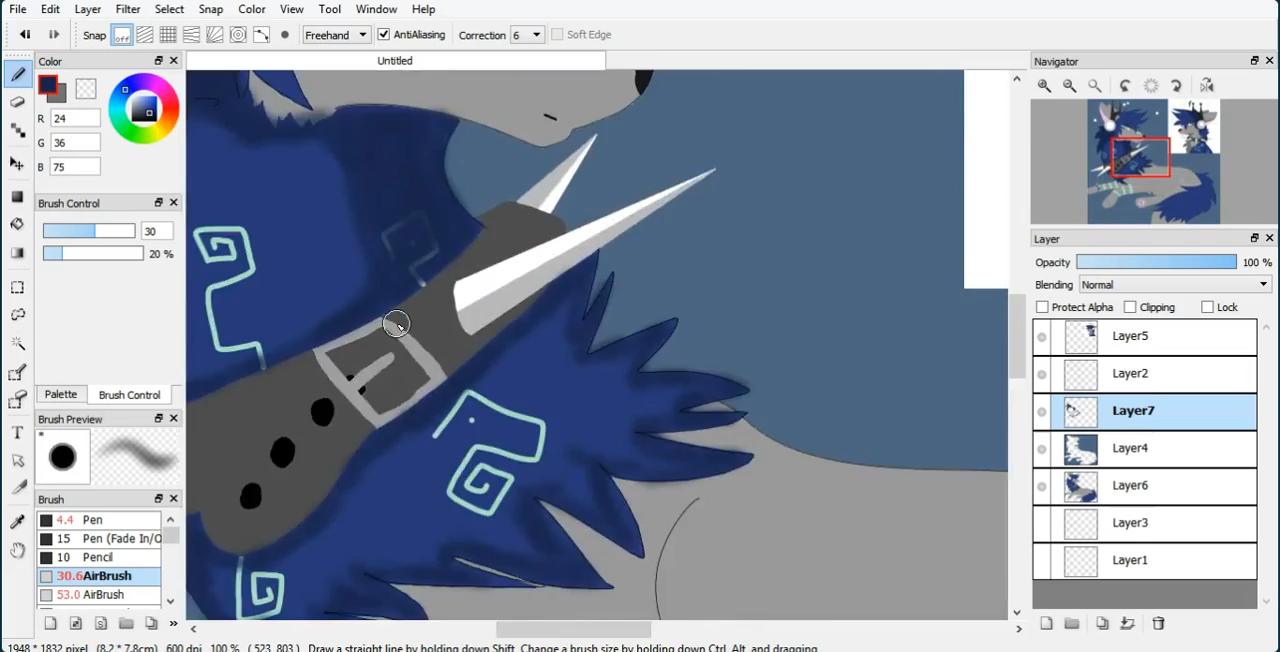 File Edit Layer Filter Select Snap Color View Tool Window Help
Snap off Freehand AntiAliasing Correction 6 Soft Edge
Color
Untitled
Navigator
R 24
G 36
B 75
Brush Control
30
20 %
Layer
Opacity 100 %
Blending Normal
Protect Alpha Clipping Lock
Layer5
Layer2
Layer7
Layer4
Layer6
Layer3
Layer1
Palette Brush Control
Brush Preview
Brush
4.4 Pen
15 Pen (Fade In/O
10 Pencil
30.6 AirBrush
53.0 AirBrush
T
1948 * 1832 pixel (8.2 * 7.8cm) 600 dpi 100 % ( 523, 803 ) Draw a straight line by holding down Shift, Change a brush size by holding down Ctrl, Alt, and dragging